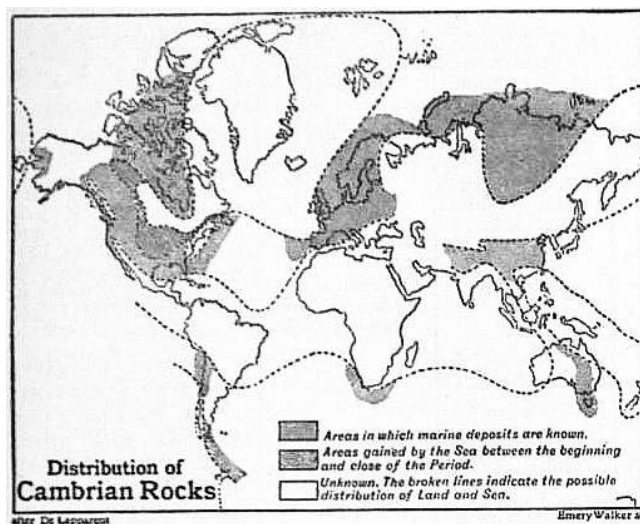 Areas in which marine deposits are known.
Areas gained by the Sea between the beginning
and close of the Period.
Unknown. The broken lines indicate the possible
distribution of Land and Sea.
Distribution of
Cambrian Rocks
after De Lapparent
Emery Walker